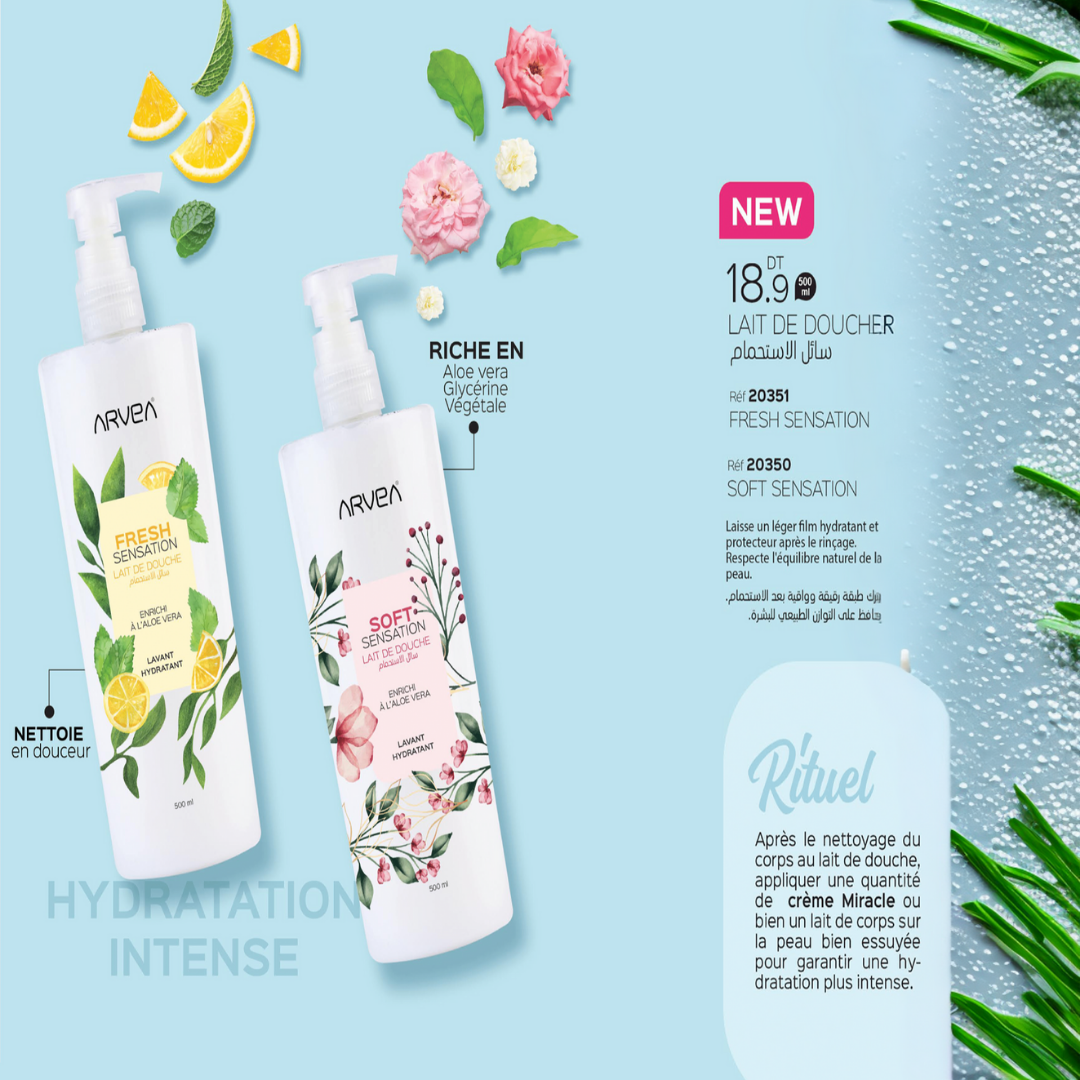 NEW
18.9 DT
500 ml
LAIT DE DOUCHER
سائل الاستحمام
Réf 20351
FRESH SENSATION
Réf 20350
SOFT SENSATION
Laisse un léger film hydratant et
protecteur après le rinçage.
Respecte l'équilibre naturel de la
peau.
يترك طبقة رقيقة وواقية بعد الاستحمام.
يحافظ على التوازن الطبيعي للبشرة.
RICHE EN
Aloe vera
Glycérine
Végétale
ARVEA
FRESH
SENSATION
LAIT DE DOUCHE
سائل الاستحمام
ENRICHI
À L'ALOE VERA
LAVANT
HYDRATANT
500 ml
ARVEA
SOFT
SENSATION
LAIT DE DOUCHE
سائل الاستحمام
ENRICHI
À L'ALOE VERA
LAVANT
HYDRATANT
500 ml
NETTOIE
en douceur
HYDRATATION
INTENSE
Rituel
Après le nettoyage du
corps au lait de douche,
appliquer une quantité
de crème Miracle ou
bien un lait de corps sur
la peau bien essuyée
pour garantir une hy-
dratation plus intense.